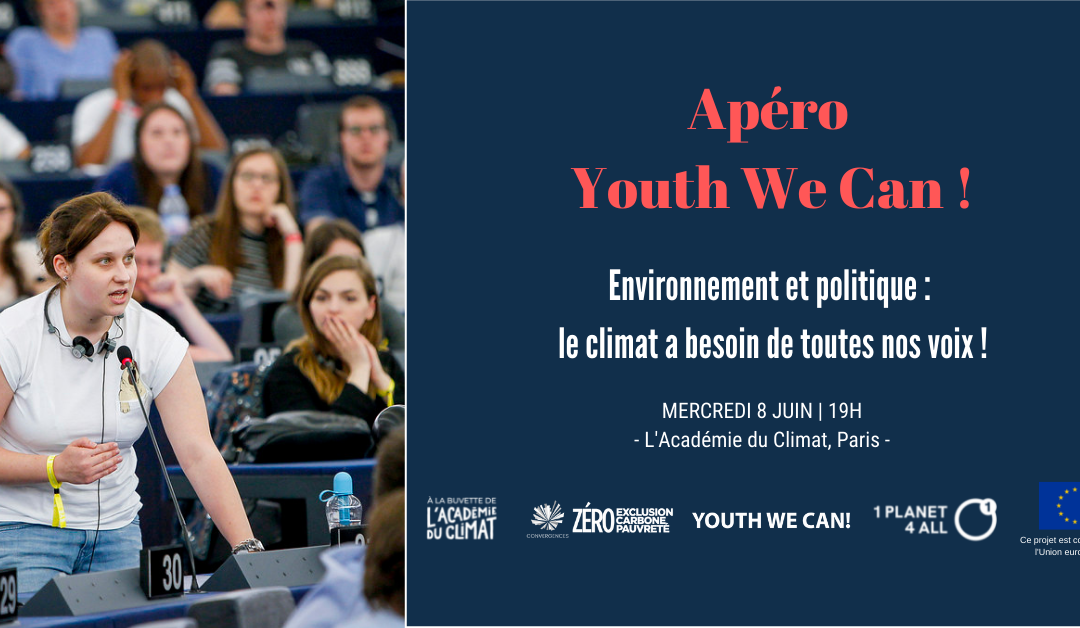 Apéro
Youth We Can !
Environnement et politique :
le climat a besoin de toutes nos voix !
MERCREDI 8 JUIN | 19H
- L'Académie du Climat, Paris -
À LA BUVETTE DE
L'ACADÉMIE
DU CLIMAT
CONVERGENCES
ZÉRO EXCLUSION
CARBONE
PAUVRETÉ
YOUTH WE CAN!
1 PLANET
4 ALL
Ce projet est co
l'Union euro
30
29